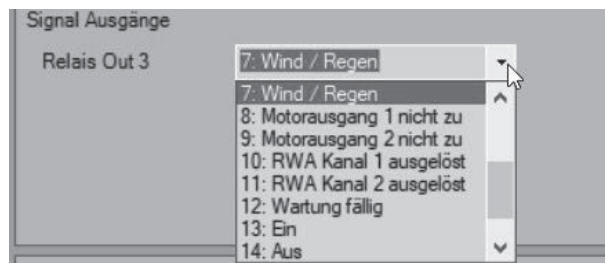 Signal Ausgänge
Relais Out 3 7: Wind / Regen
7: Wind / Regen
8: Motorausgang 1 nicht zu
9: Motorausgang 2 nicht zu
10: RWA Kanal 1 ausgelöst
11: RWA Kanal 2 ausgelöst
12: Wartung fällig
13: Ein
14: Aus